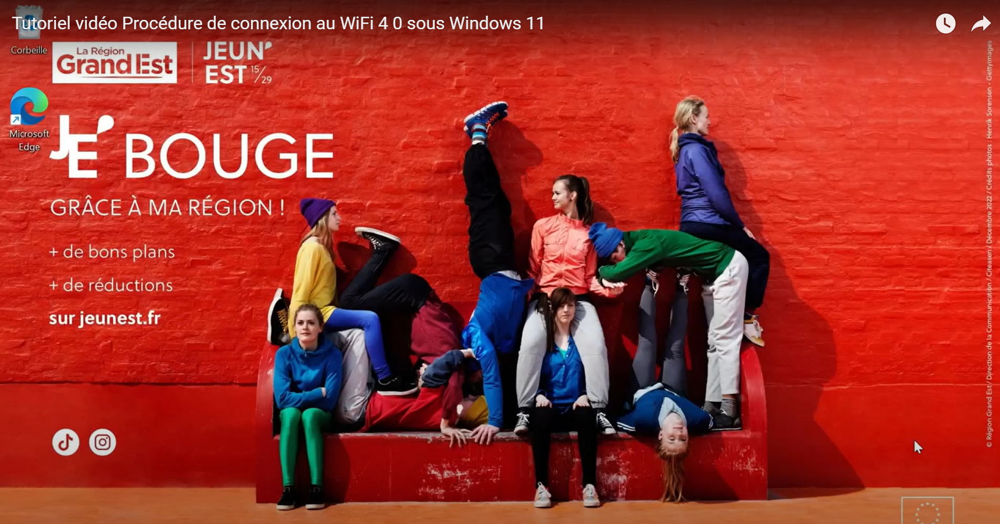 Tutoriel vidéo Procédure de connexion au WiFi 4 0 sous Windows 11
Corbeille
La Région
Grand Est
JEUN'
EST 15/29
Microsoft
Edge
JE' BOUGE
GRÂCE À MA RÉGION !
+ de bons plans
+ de réductions
sur jeunest.fr
© Région Grand Est/ Direction de la Communication / Citeasen / Décembre 2022 / Crédits photos : Henrik Sorensen - Gettyimages